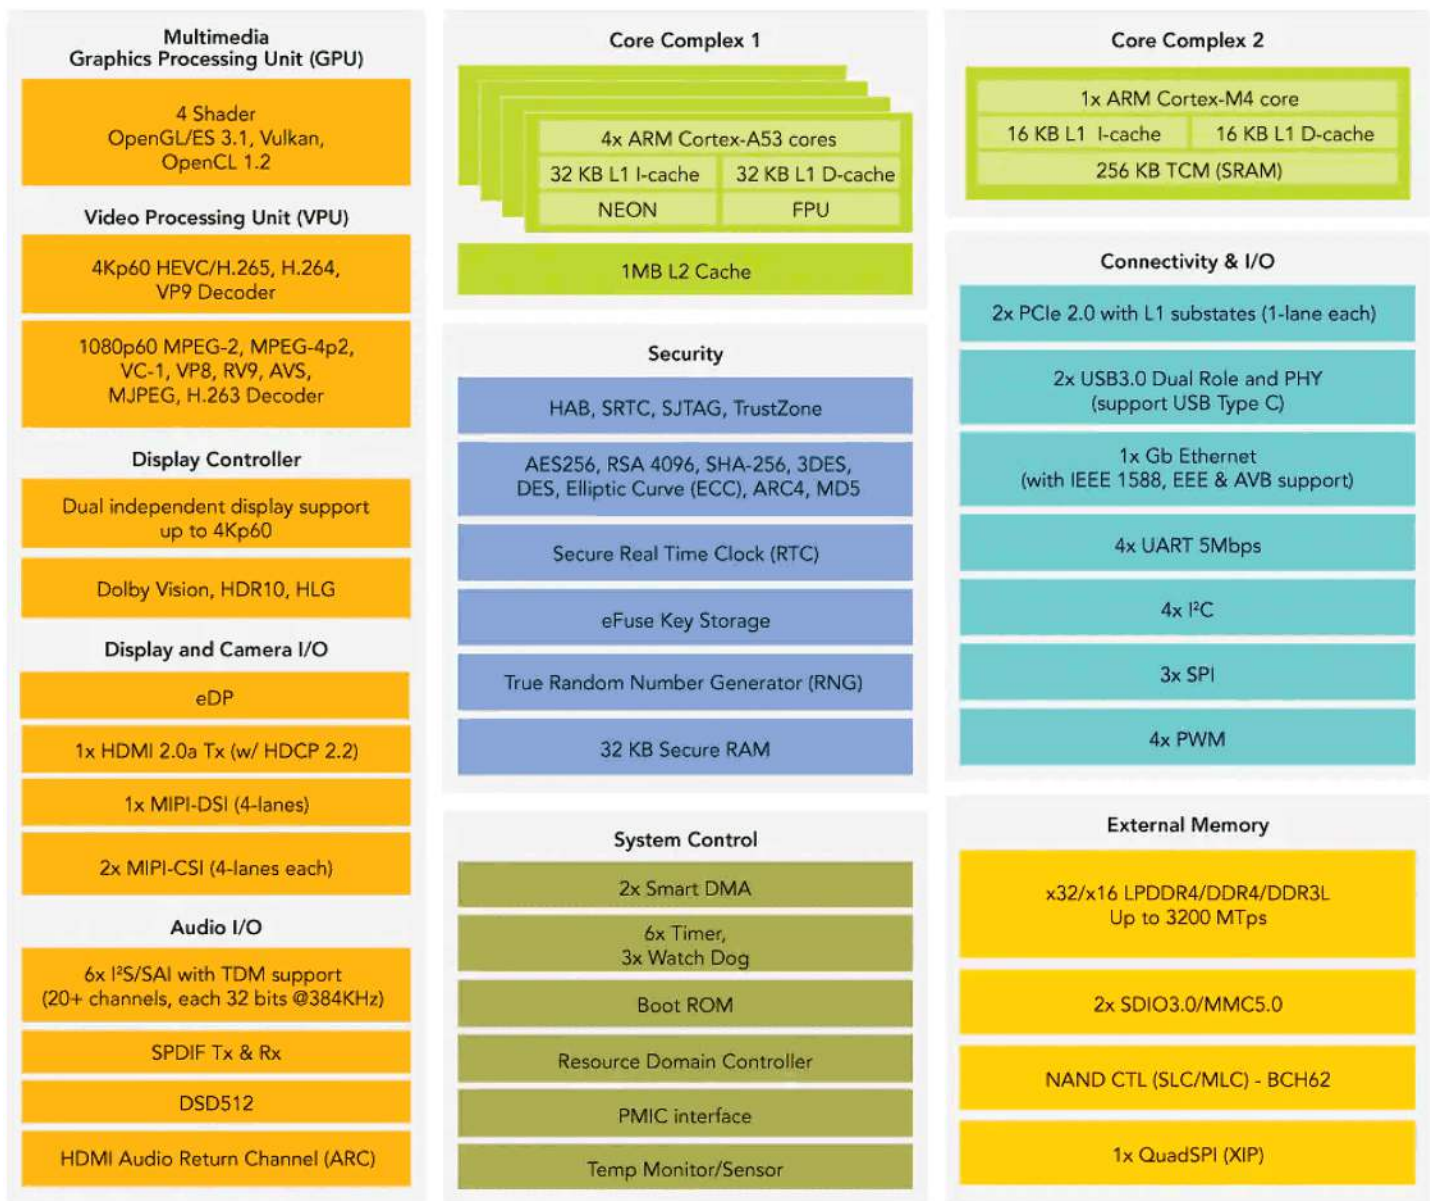 Multimedia
Graphics Processing Unit (GPU)
4 Shader
OpenGL/ES 3.1, Vulkan,
OpenCL 1.2
Video Processing Unit (VPU)
4Kp60 HEVC/H.265, H.264,
VP9 Decoder
1080p60 MPEG-2, MPEG-4p2,
VC-1, VP8, RV9, AVS,
MJPEG, H.263 Decoder
Display Controller
Dual independent display support
up to 4Kp60
Dolby Vision, HDR10, HLG
Display and Camera I/O
eDP
1x HDMI 2.0a Tx (w/ HDCP 2.2)
1x MIPI-DSI (4-lanes)
2x MIPI-CSI (4-lanes each)
Audio I/O
6x I²S/SAI with TDM support
(20+ channels, each 32 bits @384KHz)
SPDIF Tx & Rx
DSD512
HDMI Audio Return Channel (ARC)
Core Complex 1
4x ARM Cortex-A53 cores
32 KB L1 I-cache
32 KB L1 D-cache
NEON
FPU
1MB L2 Cache
Security
HAB, SRTC, SJTAG, TrustZone
AES256, RSA 4096, SHA-256, 3DES,
DES, Elliptic Curve (ECC), ARC4, MD5
Secure Real Time Clock (RTC)
eFuse Key Storage
True Random Number Generator (RNG)
32 KB Secure RAM
System Control
2x Smart DMA
6x Timer,
3x Watch Dog
Boot ROM
Resource Domain Controller
PMIC interface
Temp Monitor/Sensor
Core Complex 2
1x ARM Cortex-M4 core
16 KB L1 I-cache
16 KB L1 D-cache
256 KB TCM (SRAM)
Connectivity & I/O
2x PCIe 2.0 with L1 substates (1-lane each)
2x USB3.0 Dual Role and PHY
(support USB Type C)
1x Gb Ethernet
(with IEEE 1588, EEE & AVB support)
4x UART 5Mbps
4x I²C
3x SPI
4x PWM
External Memory
x32/x16 LPDDR4/DDR4/DDR3L
Up to 3200 MTps
2x SDIO3.0/MMC5.0
NAND CTL (SLC/MLC) - BCH62
1x QuadSPI (XIP)